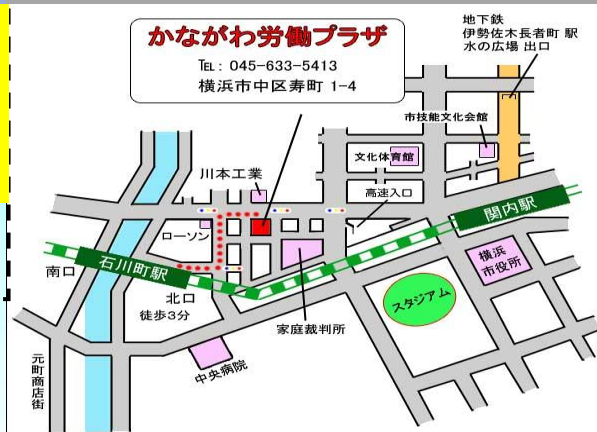 かながわ労働プラザ
℡: 045-633-5413
横浜市中区寿町 1-4
地下鉄
伊勢佐木長者町 駅
水の広場 出口
市技能文化会館
文化体育館
川本工業
高速入口
ローソン
関内駅
石川町駅
南口
北口
徒歩3分
横浜
市役所
スタジアム
家庭裁判所
中央病院
元町商店街